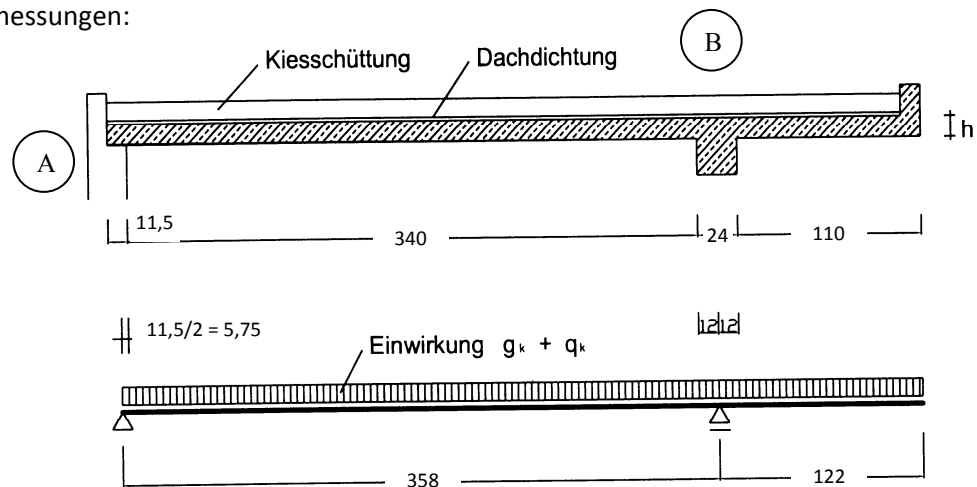 nessungen:
B
Kiesschüttung
Dachdichtung
h
A
11,5
340
24
110
11,5/2 = 5,75
12 12
Einwirkung gk + qk
358
122